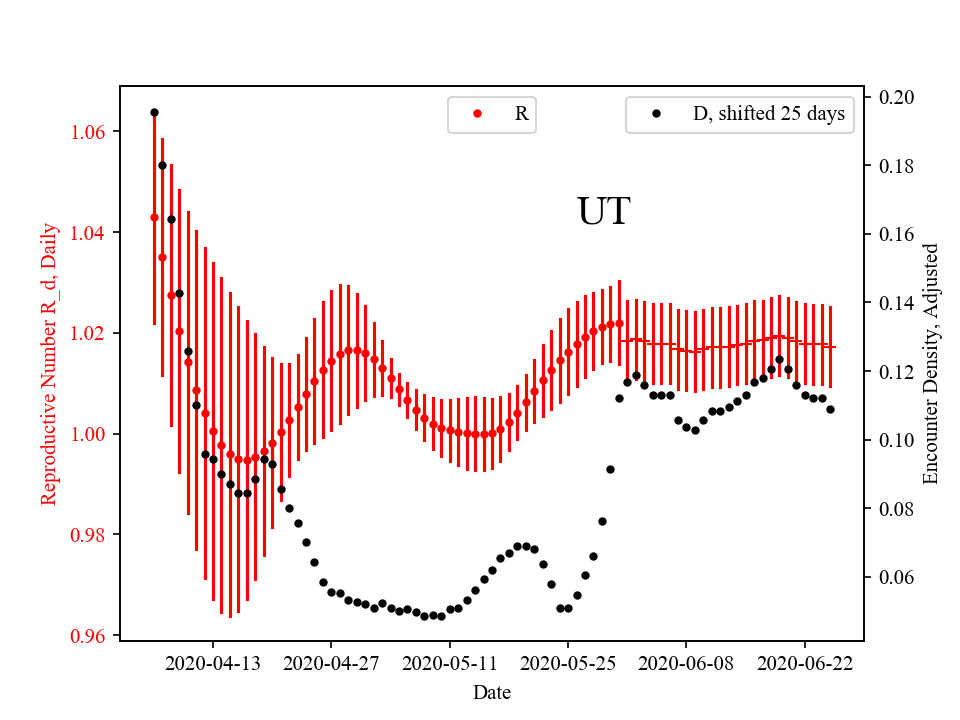 R
D, shifted 25 days
UT
Reproductive Number R_d, Daily
1.06
1.04
1.02
1.00
0.98
0.96
0.20
0.18
0.16
0.14
0.12
0.10
0.08
0.06
Encounter Density, Adjusted
2020-04-13 2020-04-27 2020-05-11 2020-05-25 2020-06-08 2020-06-22
Date